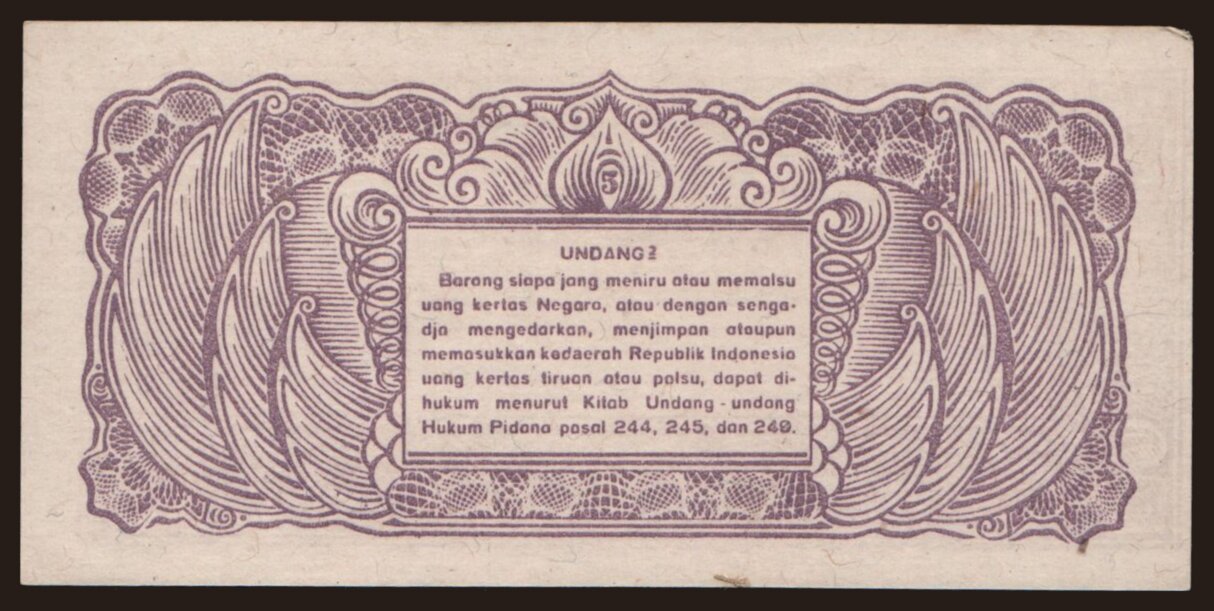 5
UNDANG2
Barang siapa jang meniru atau memalsu
uang kertas Negara, atau dengan senga-
dja mengedarkan, menjimpan ataupun
memasukkan kedaerah Republik Indonesia
uang kertas tiruan atau palsu, dapat di-
hukum menurut Kitab Undang-undang
Hukum Pidana pasal 244, 245, dan 249.